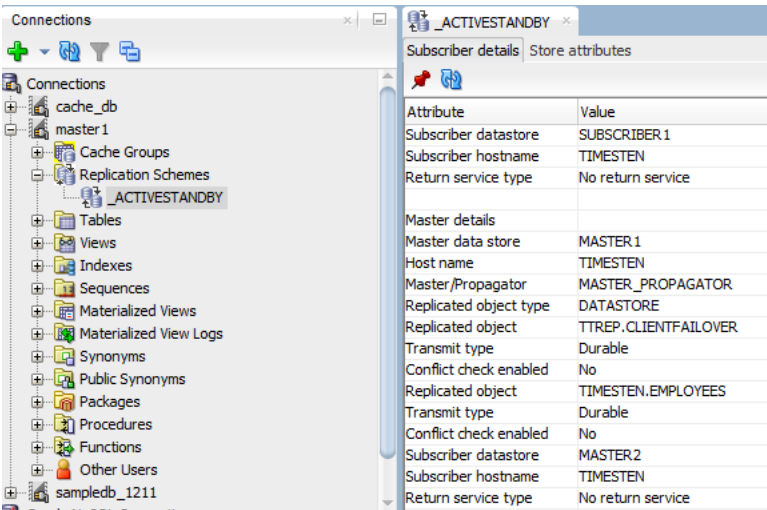 Connections
Connections
cache_db
master1
Cache Groups
Replication Schemes
_ACTIVESTANDBY
Tables
Views
Indexes
Sequences
Materialized Views
Materialized View Logs
Synonyms
Public Synonyms
Packages
Procedures
Functions
Other Users
sampledb_1211
_ACTIVESTANDBY
Subscriber details Store attributes
Attribute Value
Subscriber datastore SUBSCRIBER1
Subscriber hostname TIMESTEN
Return service type No return service
Master details
Master data store MASTER1
Host name TIMESTEN
Master/Propagator MASTER_PROPAGATOR
Replicated object type DATASTORE
Replicated object TTREP.CLIENTFAILOVER
Transmit type Durable
Conflict check enabled No
Replicated object TIMESTEN.EMPLOYEES
Transmit type Durable
Conflict check enabled No
Subscriber datastore MASTER2
Subscriber hostname TIMESTEN
Return service type No return service